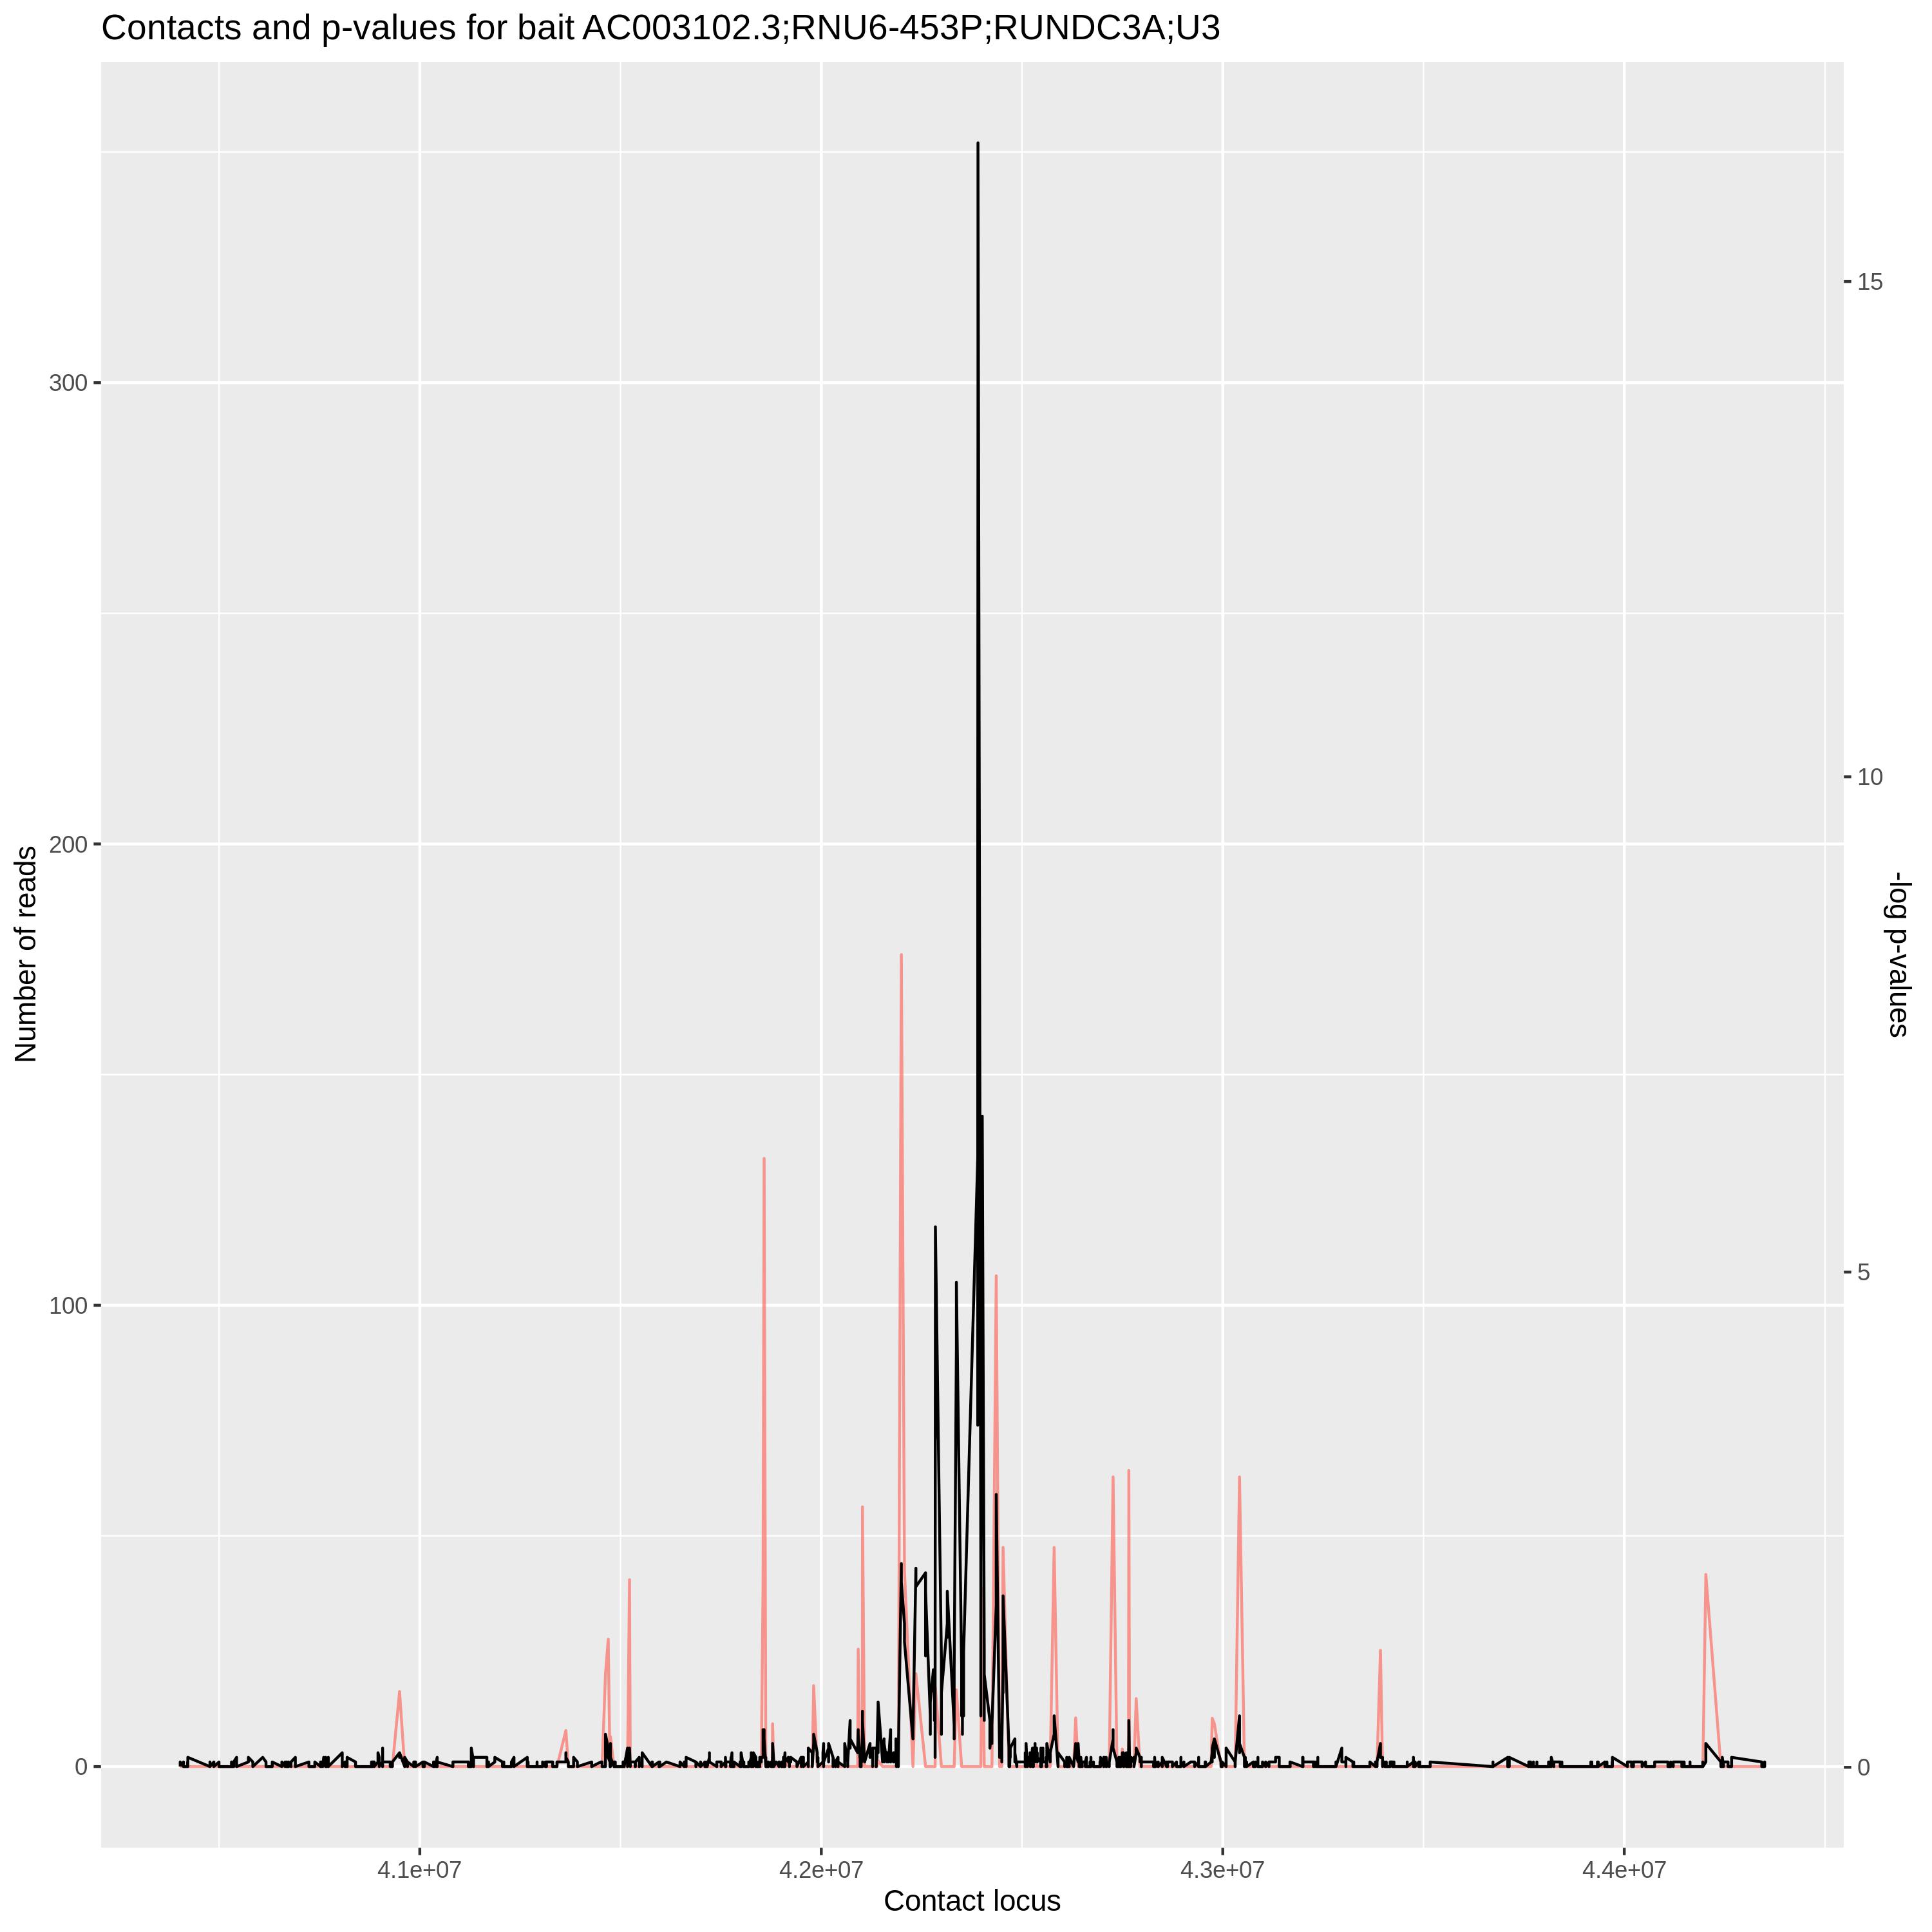 Contacts and p-values for bait AC003102.3;RNU6-453P;RUNDC3A;U3
Number of reads
300
200
100
0
15
10
5
0
-log p-values
4.1e+07 4.2e+07 4.3e+07 4.4e+07
Contact locus